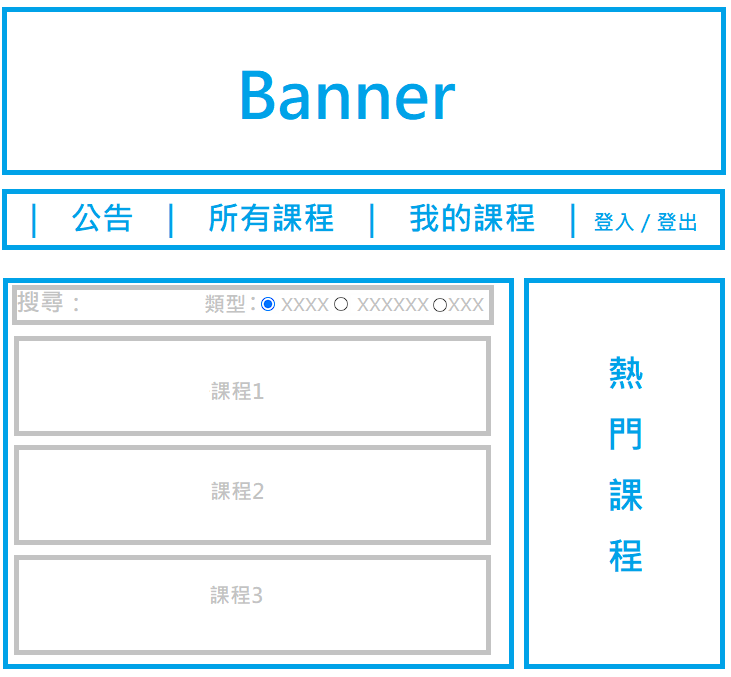 Banner
| 公告 | 所有課程 | 我的課程 | 登入 / 登出
搜尋： 類型： XXXX XXXXXX XXX
課程1
課程2
課程3
熱
門
課
程